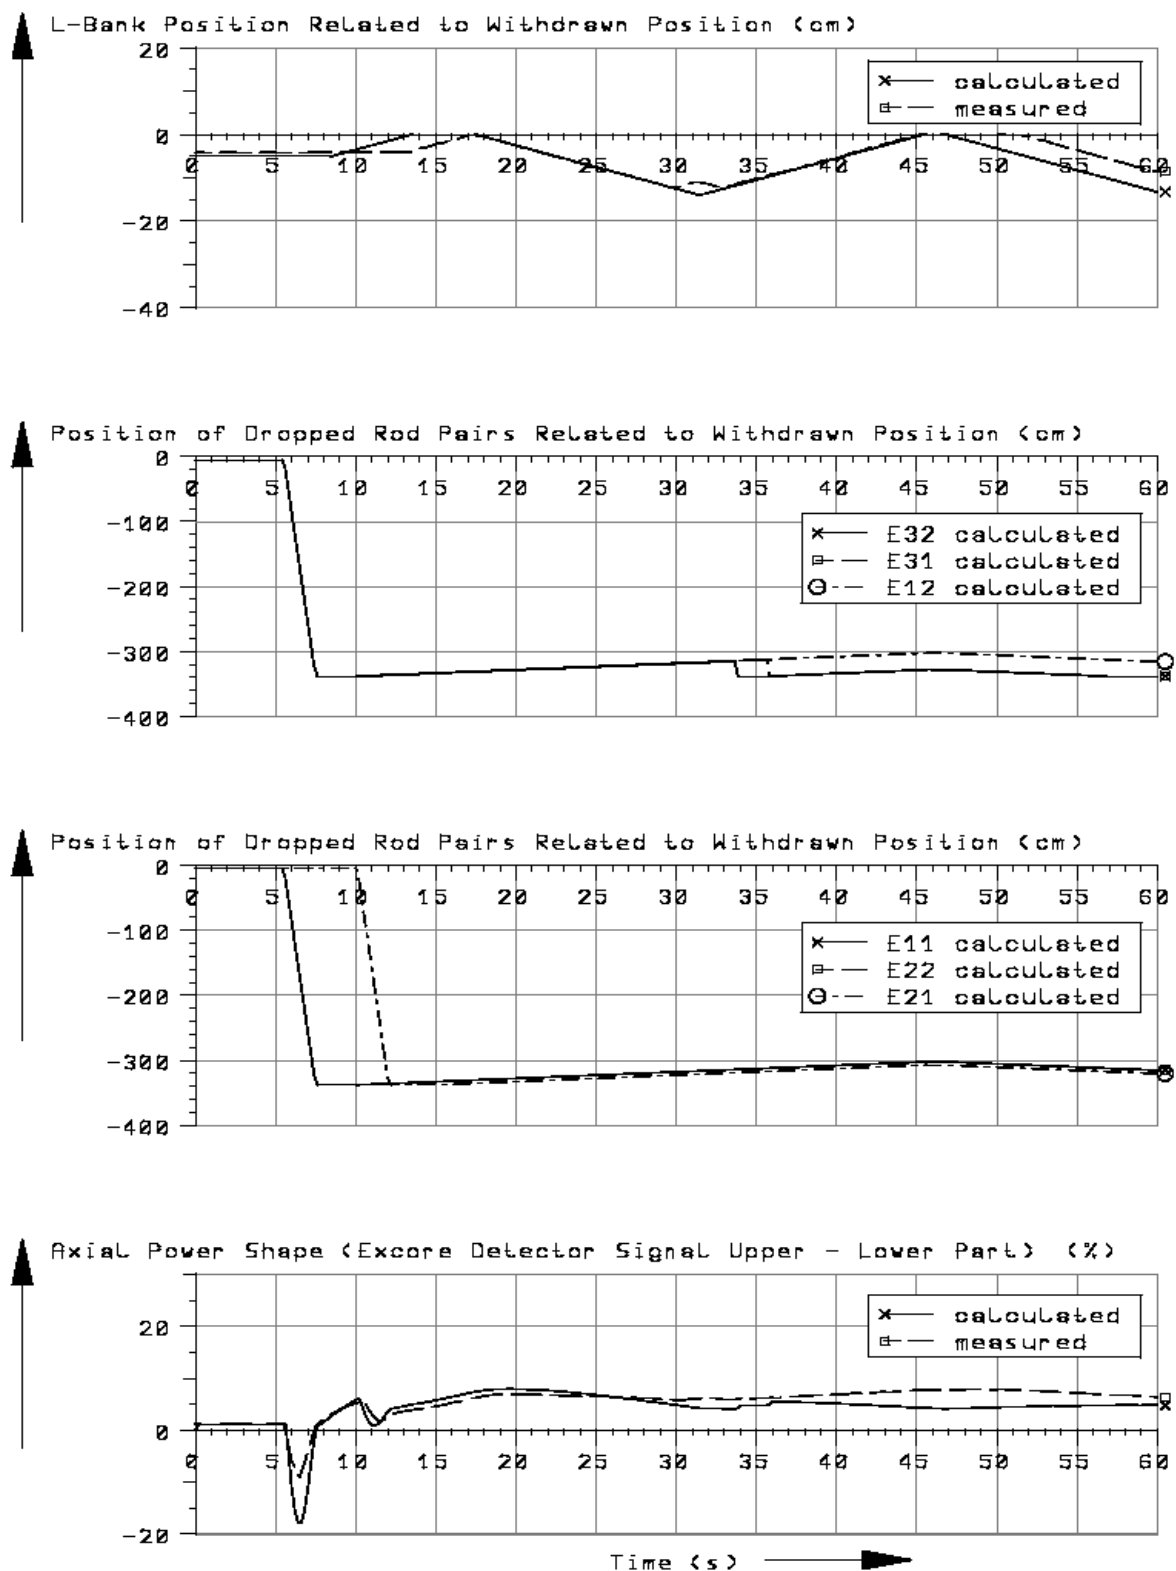 L-Bank Position Related to Withdrawn Position (cm)
20
calculated
measured
0
0 5 10 15 20 25 30 35 40 45 50 55 60
-20
-40
Position of Dropped Rod Pairs Related to Withdrawn Position (cm)
0
0 5 10 15 20 25 30 35 40 45 50 55 60
-100
E32 calculated
E31 calculated
E12 calculated
-200
-300
-400
Position of Dropped Rod Pairs Related to Withdrawn Position (cm)
0
0 5 10 15 20 25 30 35 40 45 50 55 60
-100
E11 calculated
E22 calculated
E21 calculated
-200
-300
-400
Axial Power Shape (Excore Detector Signal Upper - Lower Part) (%)
calculated
20
measured
0
0 5 10 15 20 25 30 35 40 45 50 55 60
-20
Time (s)